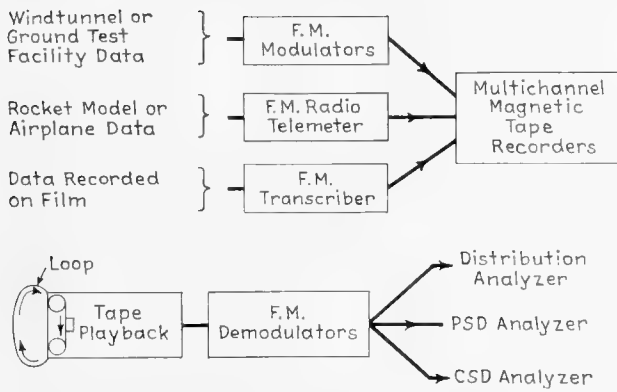 Windtunnel or
Ground Test
Facility Data
F.M.
Modulators
Rocket Model or
Airplane Data
F.M. Radio
Telemeter
Multichannel
Magnetic
Tape
Recorders
Data Recorded
on Film
F.M.
Transcriber
Loop
Tape
Playback
F.M.
Demodulators
Distribution
Analyzer
PSD Analyzer
CSD Analyzer